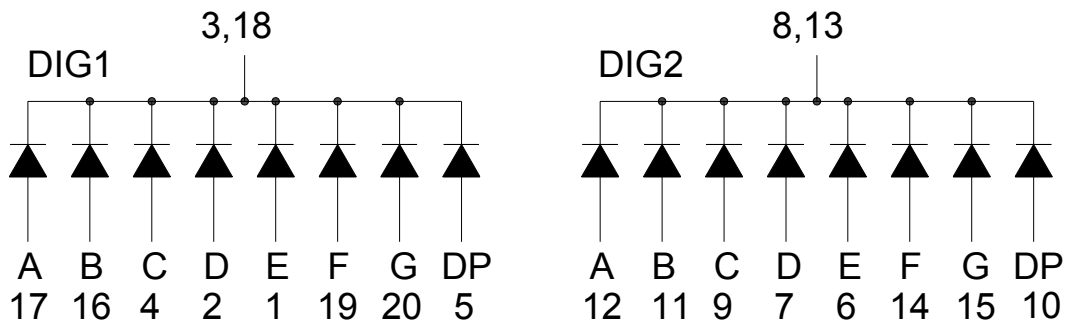 3,18
DIG1
A B C D E F G DP
17 16 4 2 1 19 20 5
8,13
DIG2
A B C D E F G DP
12 11 9 7 6 14 15 10